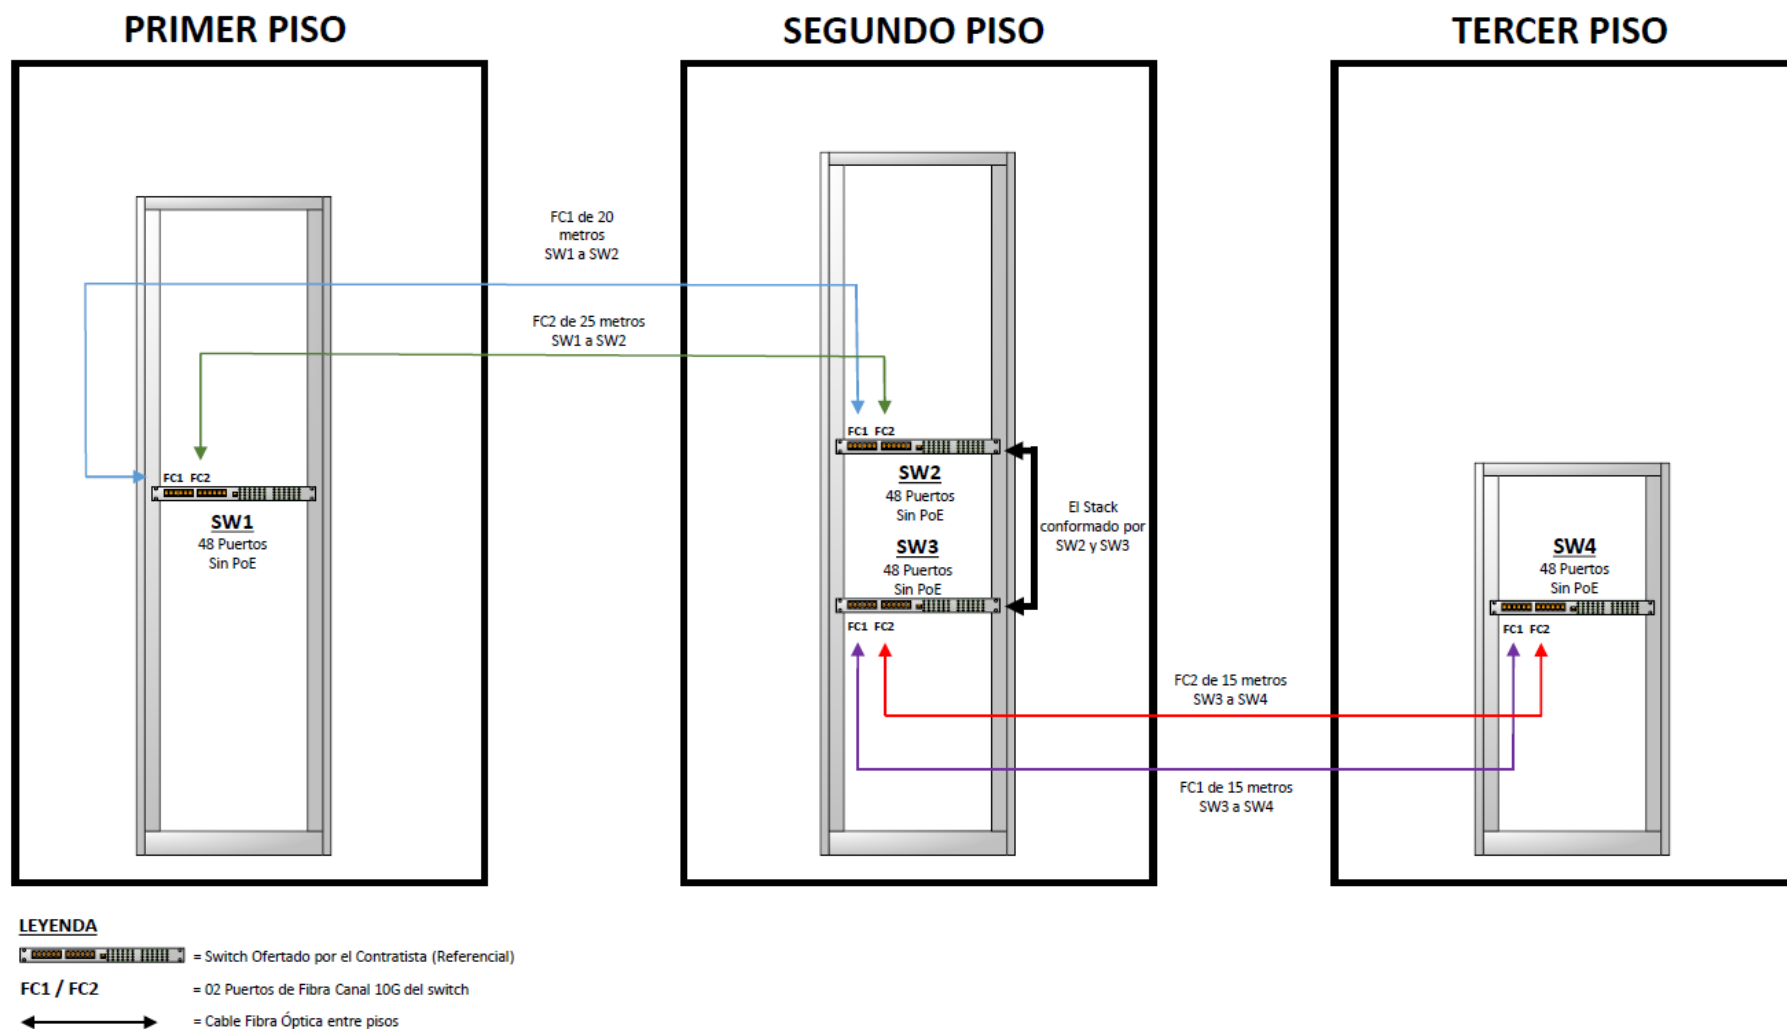 PRIMER PISO
SEGUNDO PISO
TERCER PISO
FC1 de 20
metros
SW1 a SW2
FC2 de 25 metros
SW1 a SW2
FC1 FC2
SW1
48 Puertos
Sin PoE
FC1 FC2
SW2
48 Puertos
Sin PoE
SW3
48 Puertos
Sin PoE
FC1 FC2
El Stack
conformado por
SW2 y SW3
SW4
48 Puertos
Sin PoE
FC1 FC2
FC2 de 15 metros
SW3 a SW4
FC1 de 15 metros
SW3 a SW4
LEYENDA
= Switch Ofertado por el Contratista (Referencial)
FC1 / FC2 = 02 Puertos de Fibra Canal 10G del switch
= Cable Fibra Óptica entre pisos